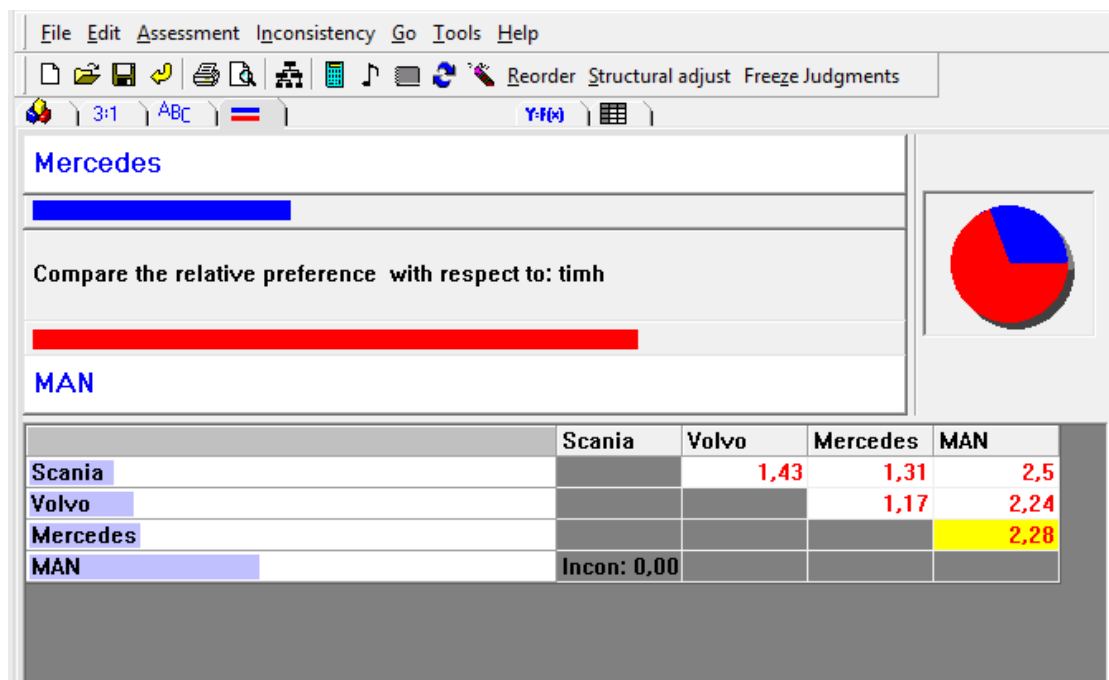 File Edit Assessment Inconsistency Go Tools Help
Reorder Structural adjust Freeze Judgments
3:1 ABC Y=F(x)
Mercedes
Compare the relative preference with respect to: timh
MAN
Scania Volvo Mercedes MAN
Scania 1,43 1,31 2,5
Volvo 1,17 2,24
Mercedes 2,28
MAN Incon: 0,00